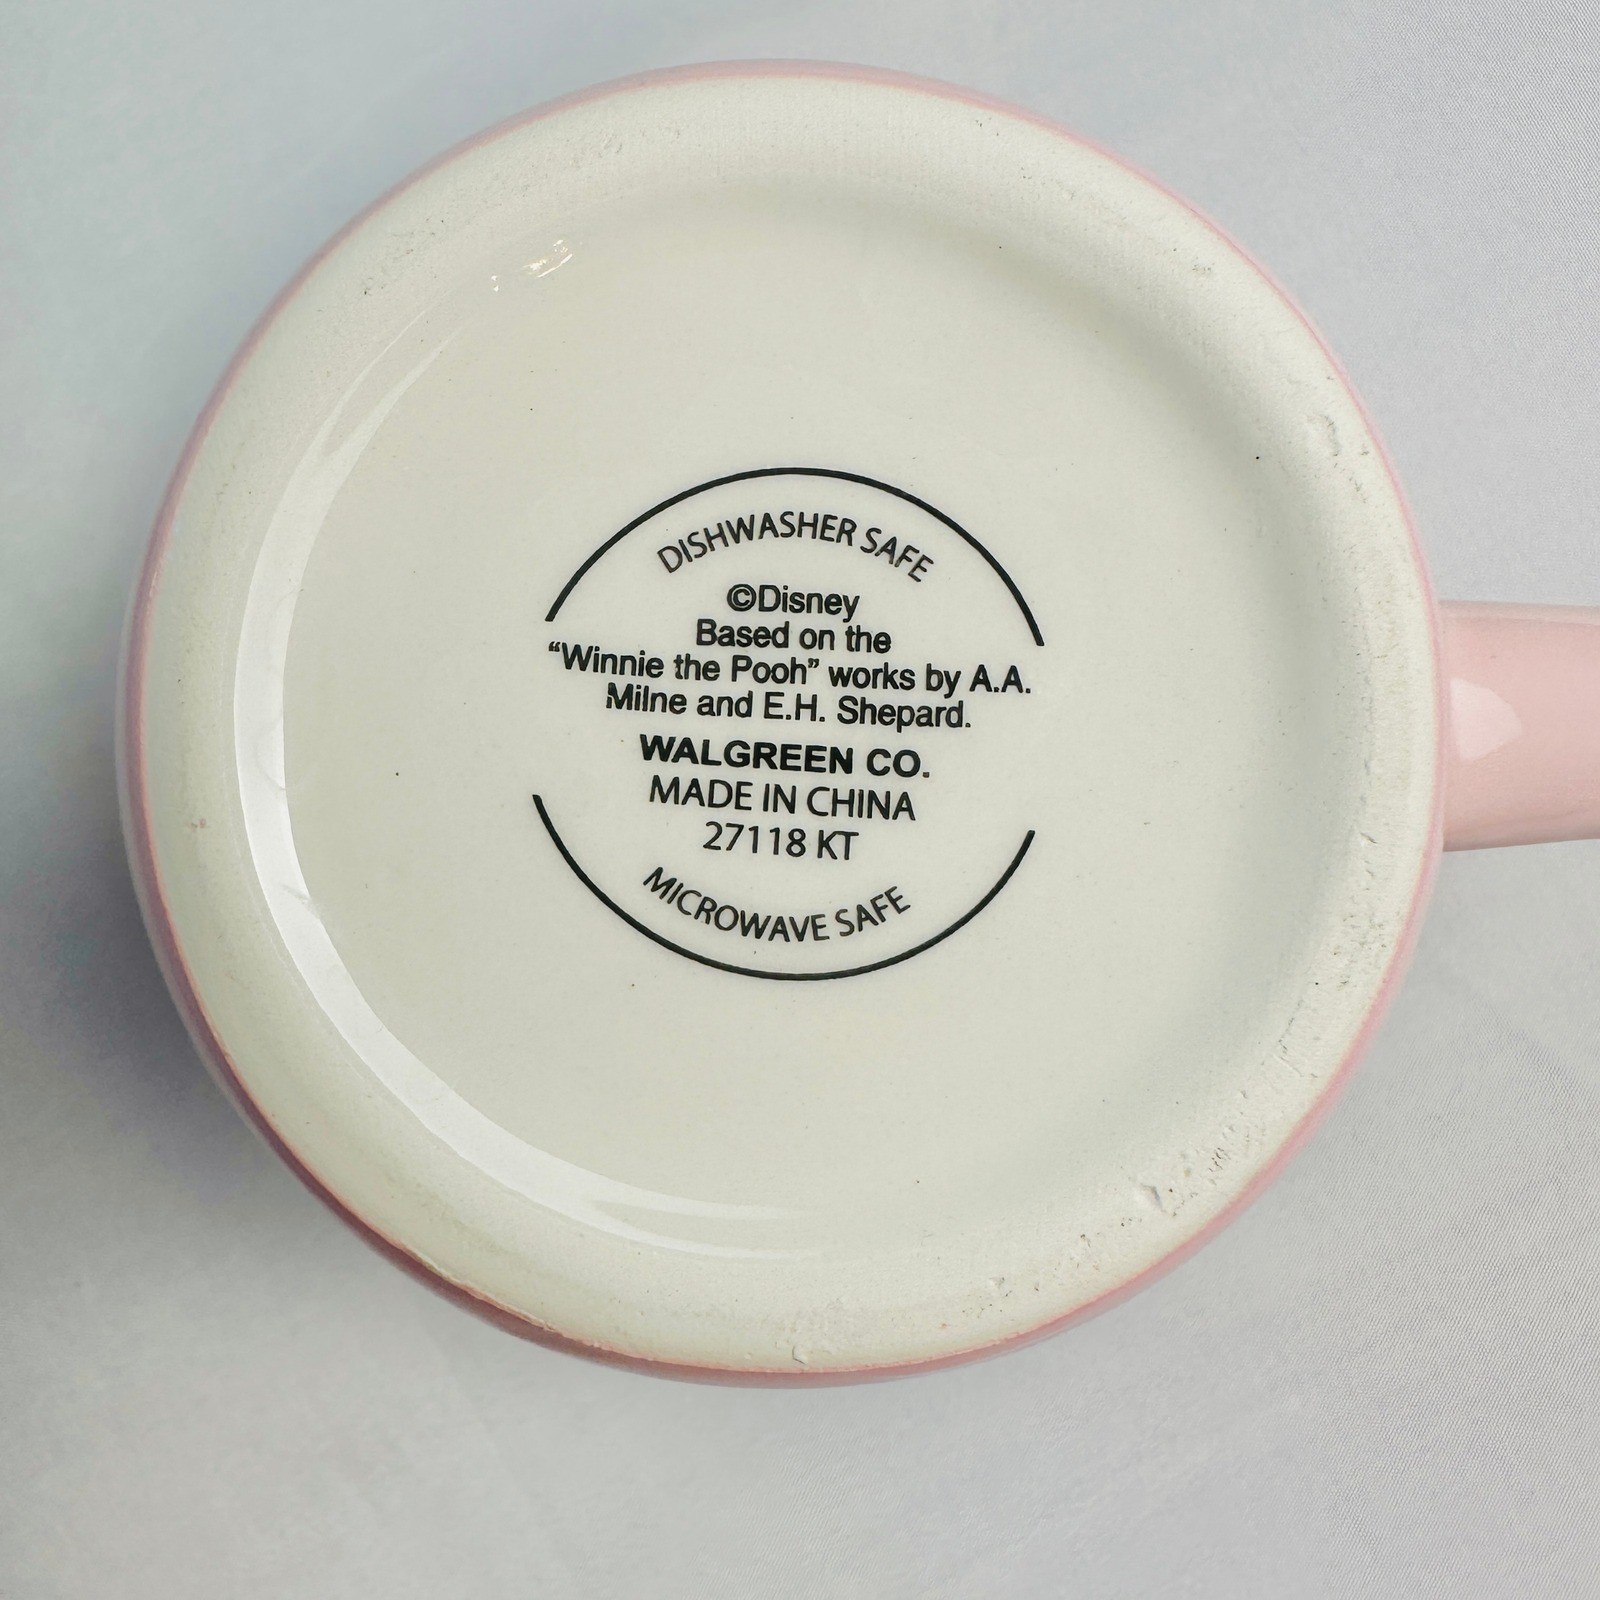 DISHWASHER SAFE
©Disney
Based on the
“Winnie the Pooh” works by A.A.
Milne and E.H. Shepard.
WALGREEN CO.
MADE IN CHINA
27118 KT
MICROWAVE SAFE